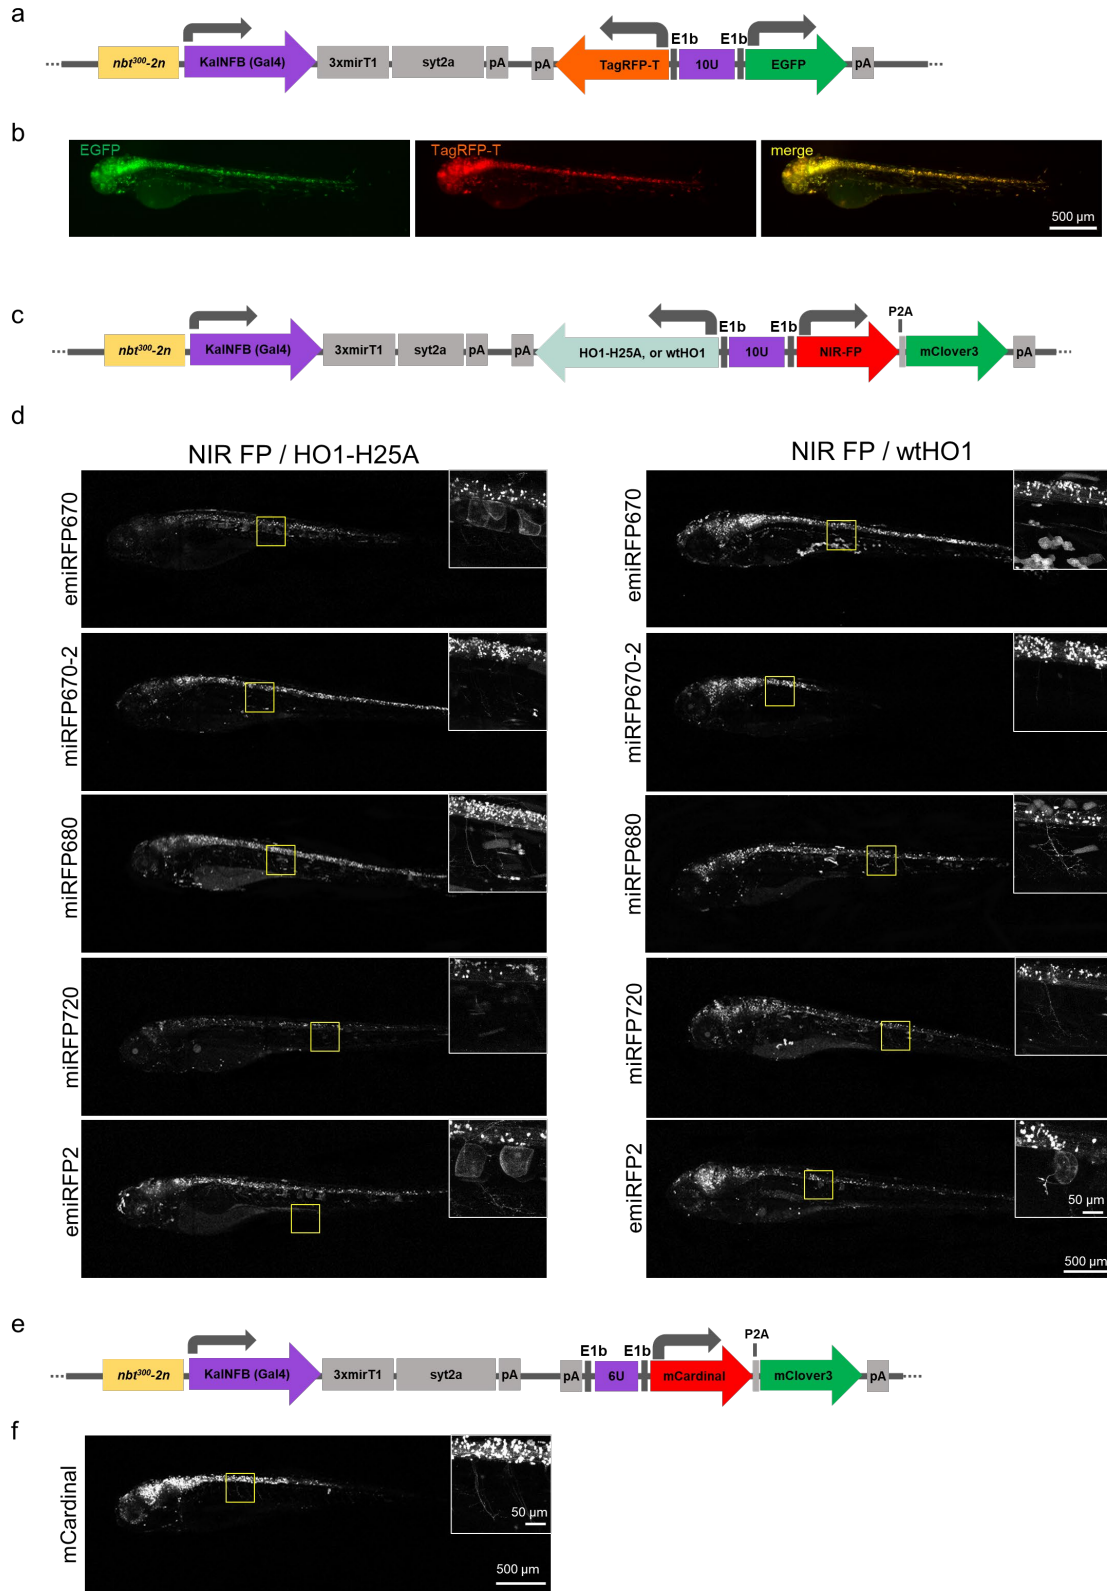 a
nbt300-2n
KalNFB (Gal4)
3xmirT1
syt2a
pA
pA
TagRFP-T
E1b
10U
E1b
EGFP
pA
b
EGFP
TagRFP-T
merge
500 µm
c
nbt300-2n
KalNFB (Gal4)
3xmirT1
syt2a
pA
pA
HO1-H25A, or wtHO1
E1b
10U
E1b
NIR-FP
P2A
mClover3
pA
d
NIR FP / HO1-H25A
NIR FP / wtHO1
emiRFP670
emiRFP670
miRFP670-2
miRFP670-2
miRFP680
miRFP680
miRFP720
miRFP720
emiRFP2
emiRFP2
50 µm
500 µm
e
nbt300-2n
KalNFB (Gal4)
3xmirT1
syt2a
pA
pA
E1b
6U
E1b
mCardinal
P2A
mClover3
pA
f
mCardinal
50 µm
500 µm